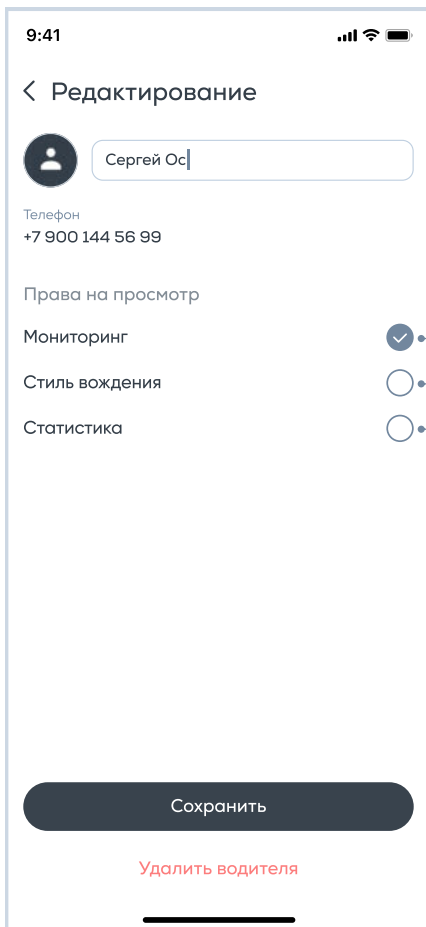 9:41
Редактирование
Сергей Ос
Телефон
+7 900 144 56 99
Права на просмотр
Мониторинг
Стиль вождения
Статистика
Сохранить
Удалить водителя